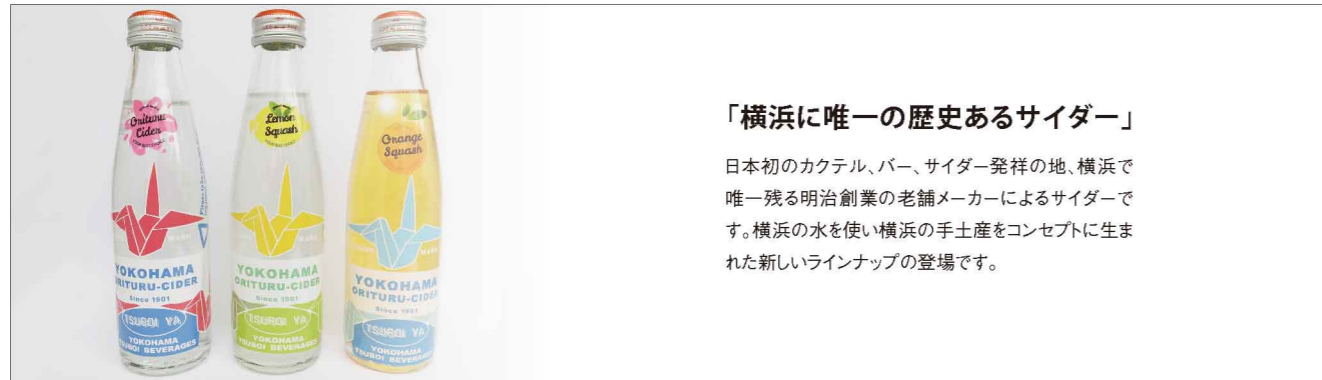 Orituru
Cider
YOKOHAMA
ORITURU-CIDER
Since 1901
TSUBOI YA
YOKOHAMA
TSUBOI BEVERAGES
Lemon
Squash
YOKOHAMA
ORITURU-CIDER
Since 1901
TSUBOI YA
YOKOHAMA
TSUBOI BEVERAGES
Orange
Squash
YOKOHAMA
ORITURU-CIDER
Since 1901
TSUBOI YA
YOKOHAMA
TSUBOI BEVERAGES
「横浜に唯一の歴史あるサイダー」
日本初のカクテル、バー、サイダー発祥の地、横浜で
唯一残る明治創業の老舗メーカーによるサイダーで
す。横浜の水を使い横浜の手土産をコンセプトに生ま
れた新しいラインナップの登場です。